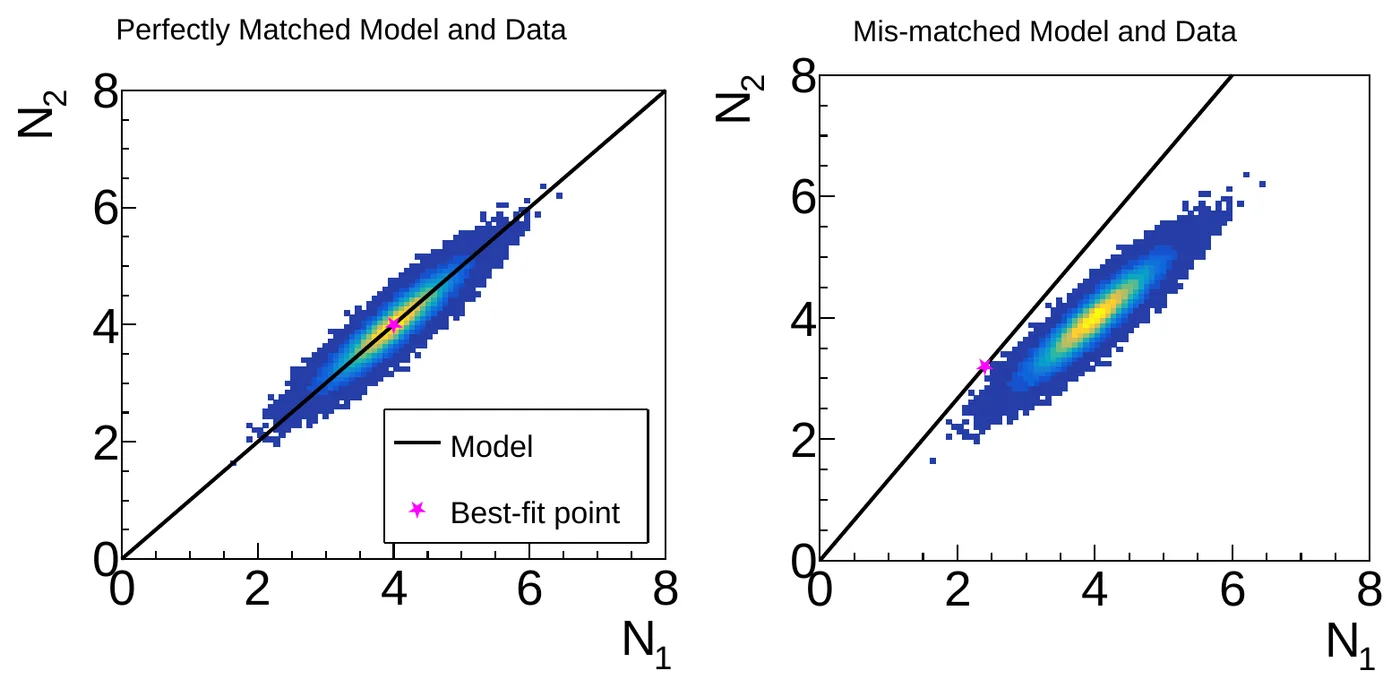 Perfectly Matched Model and Data
N2
8
6
4
2
0
0 2 4 6 8
N1
Model
Best-fit point
Mis-matched Model and Data
N2
8
6
4
2
0
0 2 4 6 8
N1